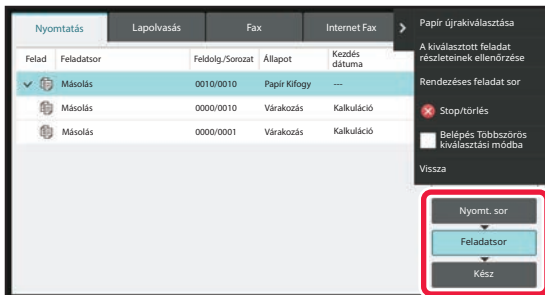 Nyomtatás Lapolvasás Fax Internet Fax
Felad Feladatsor Feldolg./Sorozat Állapot Kezdés dátuma
Másolás 0010/0010 Papír Kifogy ---
Másolás 0000/0010 Várakozás Kalkuláció
Másolás 0000/0001 Várakozás Kalkuláció
Papír újrakiválasztása
A kiválasztott feladat
részleteinek ellenőrzése
Rendezéses feladat sor
Stop/törlés
Belépés Többszörös
kiválasztási módba
Vissza
Nyomt. sor
Feladatsor
Kész